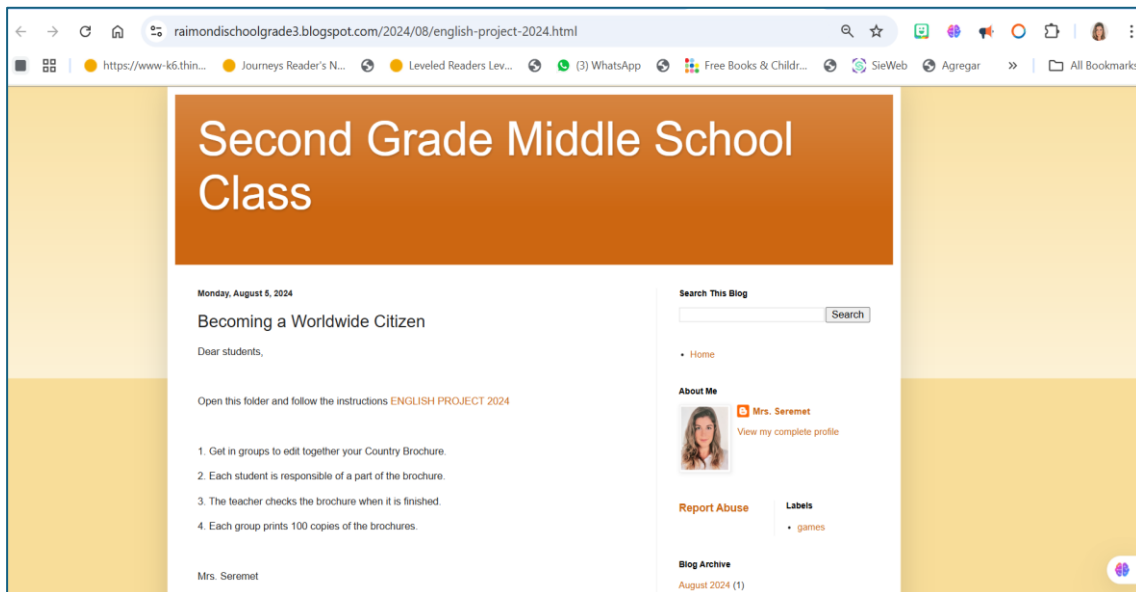 raimondischoolgrade3.blogspot.com/2024/08/english-project-2024.html
https://www-k6.thin... Journeys Reader's N... Leveled Readers Lev... (3) WhatsApp Free Books & Childr... SieWeb Agregar » All Bookmarks
Second Grade Middle School
Class
Monday, August 5, 2024
Becoming a Worldwide Citizen
Dear students,
Open this folder and follow the instructions ENGLISH PROJECT 2024
1. Get in groups to edit together your Country Brochure.
2. Each student is responsible of a part of the brochure.
3. The teacher checks the brochure when it is finished.
4. Each group prints 100 copies of the brochures.
Mrs. Seremet
Search This Blog
Search
• Home
About Me
Mrs. Seremet
View my complete profile
Report Abuse
Labels
• games
Blog Archive
August 2024 (1)